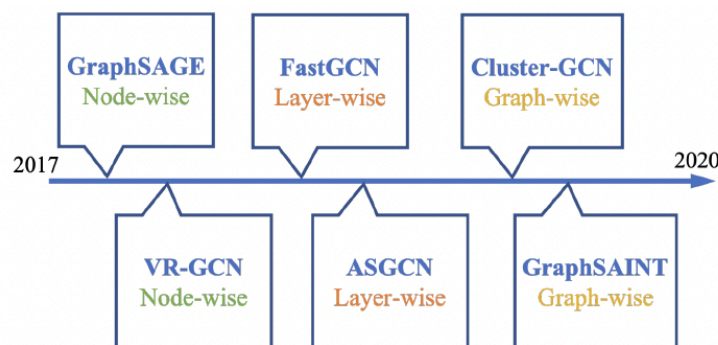 GraphSAGE
Node-wise
FastGCN
Layer-wise
Cluster-GCN
Graph-wise
2017
2020
VR-GCN
Node-wise
ASGCN
Layer-wise
GraphSAINT
Graph-wise